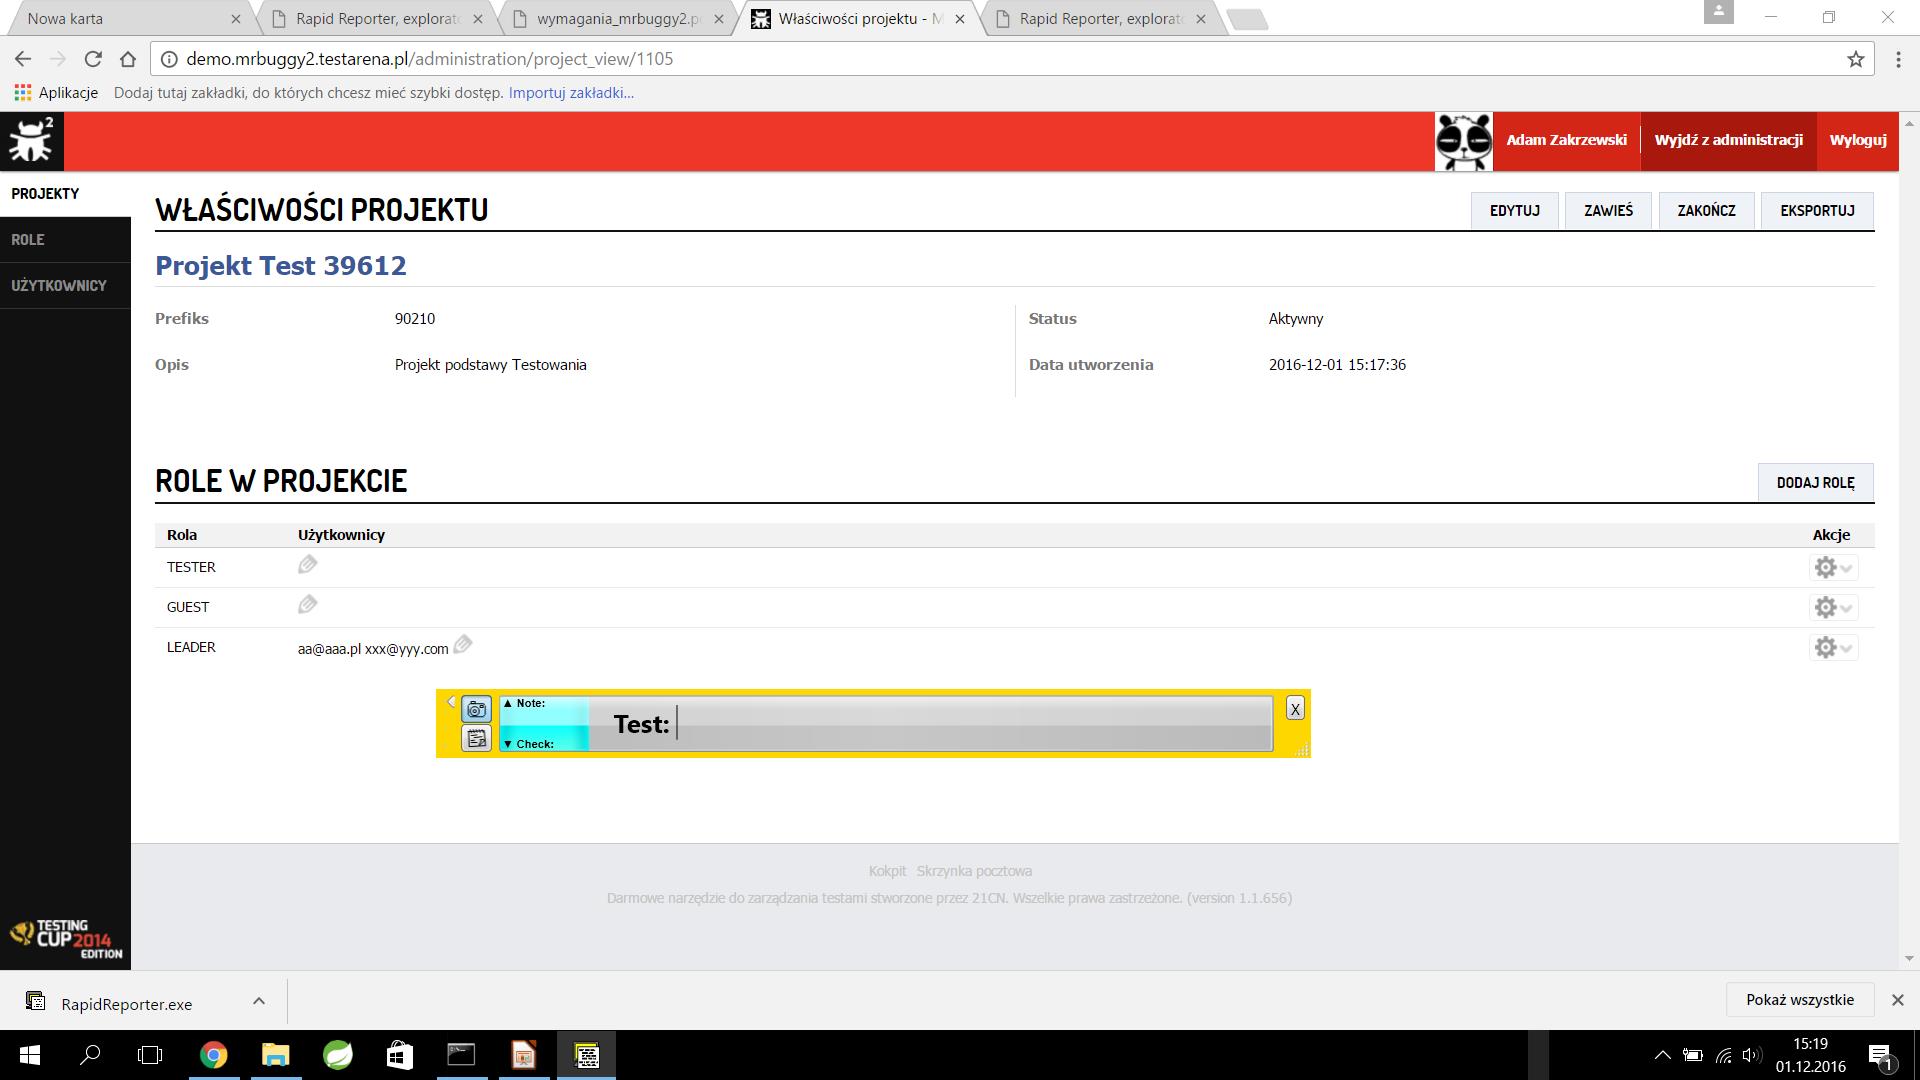 Nowa karta
Rapid Reporter, explorat
wymagania_mrbuggy2.p
Właściwości projektu - M
Rapid Reporter, explorat
demo.mrbuggy2.testarena.pl/administration/project_view/1105
Aplikacje Dodaj tutaj zakładki, do których chcesz mieć szybki dostęp. Importuj zakładki...
2
Adam Zakrzewski
Wyjdź z administracji
Wyloguj
PROJEKTY
ROLE
UŻYTKOWNICY
WŁAŚCIWOŚCI PROJEKTU
EDYTUJ
ZAWIEŚ
ZAKOŃCZ
EKSPORTUJ
Projekt Test 39612
Prefiks 90210
Status Aktywny
Opis Projekt podstawy Testowania
Data utworzenia 2016-12-01 15:17:36
ROLE W PROJEKCIE
DODAJ ROLĘ
Rola Użytkownicy Akcje
TESTER
GUEST
LEADER aa@aaa.pl xxx@yyy.com
▲ Note:
Test:
▼ Check:
X
Kokpit Skrzynka pocztowa
Darmowe narzędzie do zarządzania testami stworzone przez 21CN. Wszelkie prawa zastrzeżone. (version 1.1.656)
TESTING
CUP 2014
EDITION
RapidReporter.exe
Pokaż wszystkie
15:19
01.12.2016
1